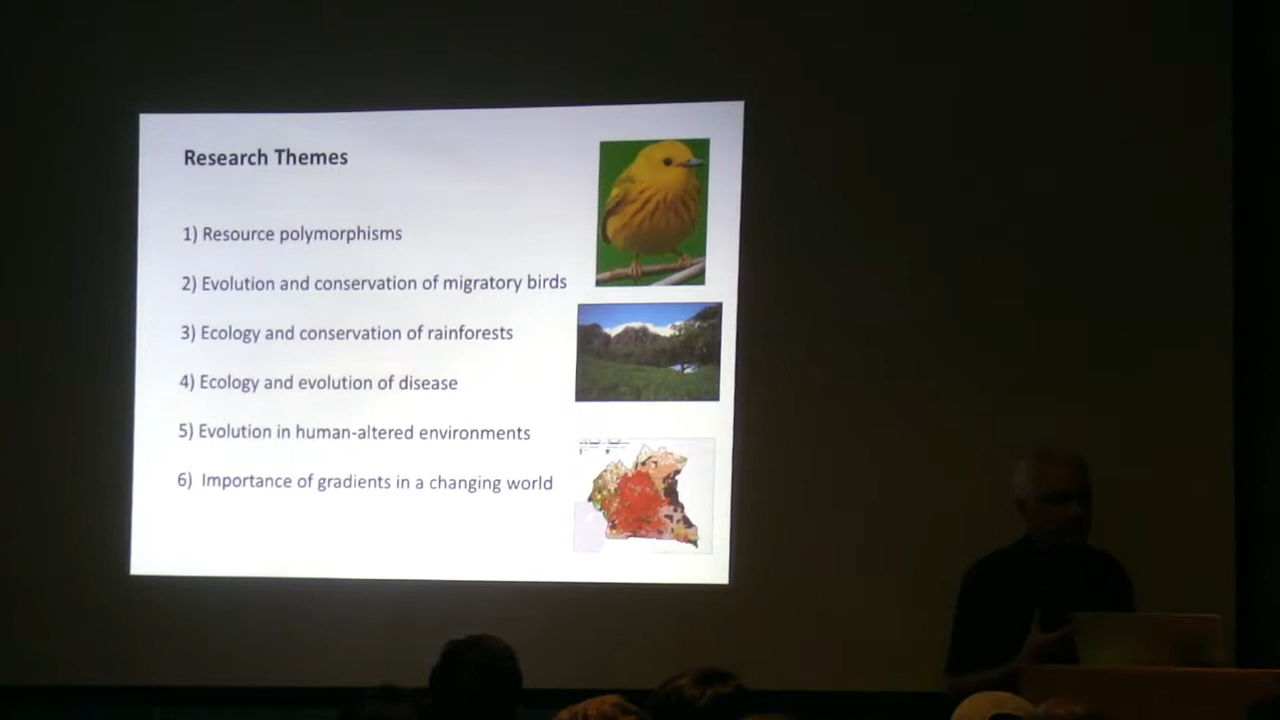 Research Themes
1) Resource polymorphisms
2) Evolution and conservation of migratory birds
3) Ecology and conservation of rainforests
4) Ecology and evolution of disease
5) Evolution in human-altered environments
6) Importance of gradients in a changing world